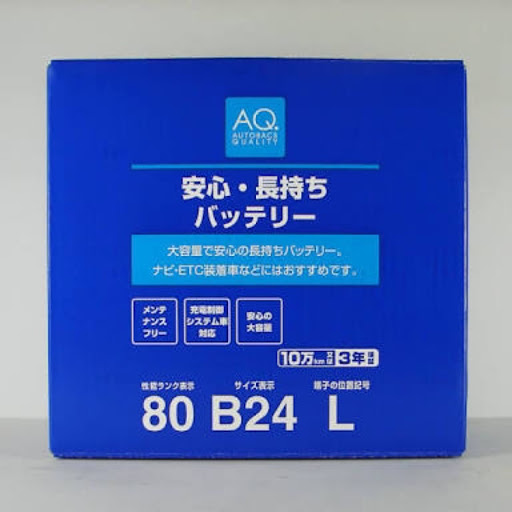 AQ.
AUTOBACS
QUALITY
安心・長持ち
バッテリー
大容量で安心の長持ちバッテリー。
ナビ・ETC装着車などにはおすすめです。
メンテ
ナンス
フリー
充電制御
システム車
対応
安心の
大容量
10万km又は3年保証
性能ランク表示 サイズ表示 端子の位置記号
80 B24 L